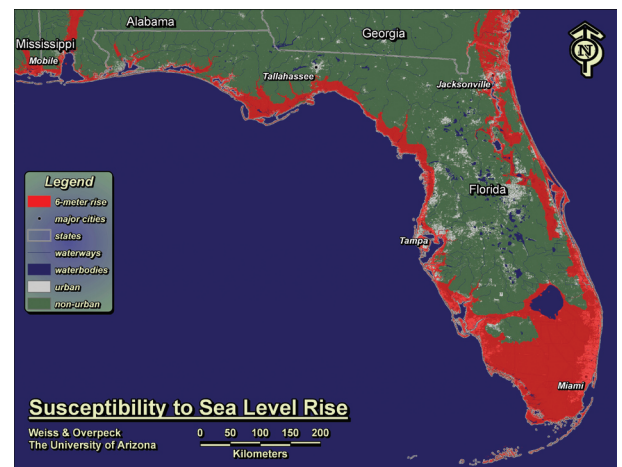 Alabama
Georgia
Mississippi
Mobile
Tallahassee
Jacksonville
N
Legend
6-meter rise
major cities
states
waterways
waterbodies
urban
non-urban
Florida
Tampa
Miami
Susceptibility to Sea Level Rise
Weiss & Overpeck
The University of Arizona
0 50 100 150 200
Kilometers